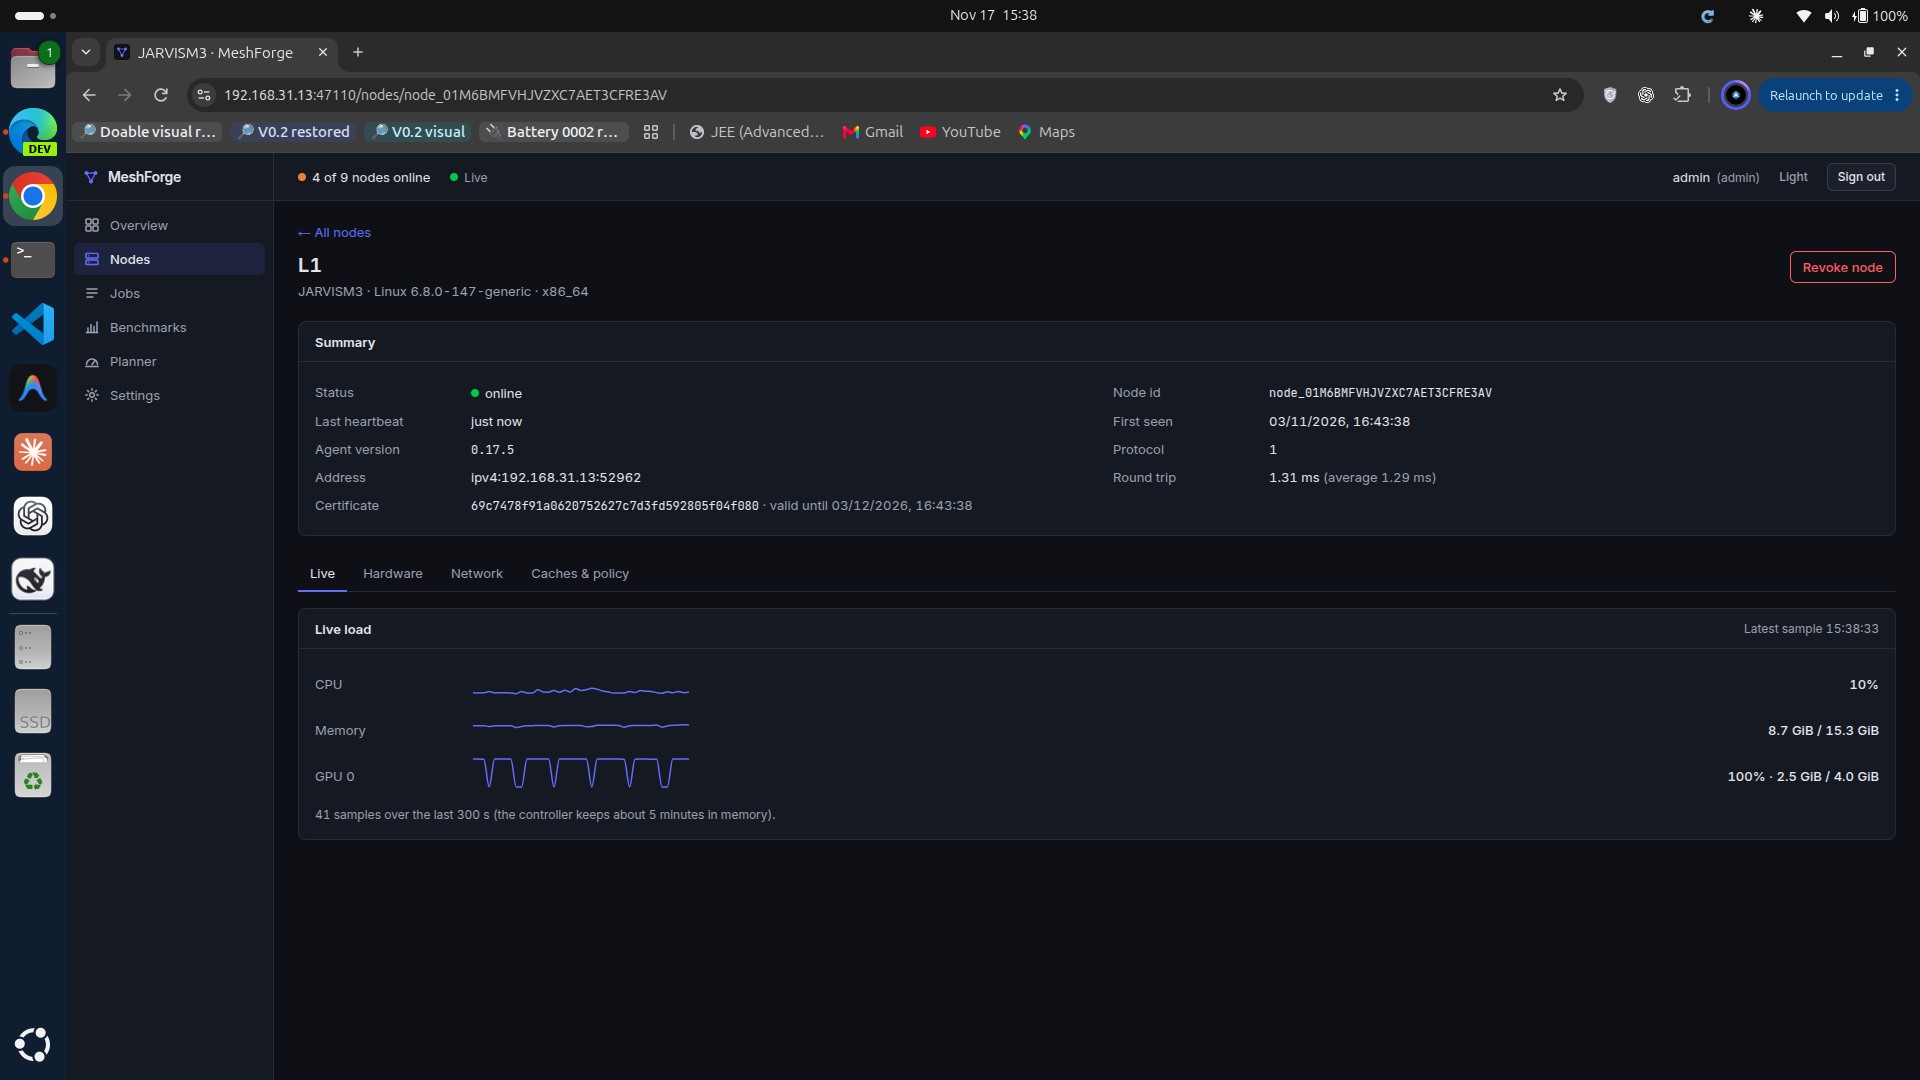 Nov 17 15:38
100%
1
JARVISM3 · MeshForge
192.168.31.13:47110/nodes/node_01M6BMFVHJVZXC7AET3CFRE3AV
Relaunch to update
DEV
Doable visual r...
V0.2 restored
V0.2 visual
Battery 0002 r...
JEE (Advanced...
Gmail
YouTube
Maps
MeshForge
4 of 9 nodes online
Live
admin (admin)
Light
Sign out
Overview
Nodes
Jobs
Benchmarks
Planner
Settings
← All nodes
L1
JARVISM3 · Linux 6.8.0-147-generic · x86_64
Revoke node
Summary
Status online
Node id node_01M6BMFVHJVZXC7AET3CFRE3AV
Last heartbeat just now
First seen 03/11/2026, 16:43:38
Agent version 0.17.5
Protocol 1
Address ipv4:192.168.31.13:52962
Round trip 1.31 ms (average 1.29 ms)
Certificate 69c7478f91a0620752627c7d3fd592805f04f080 · valid until 03/12/2026, 16:43:38
Live
Hardware
Network
Caches & policy
Live load
Latest sample 15:38:33
CPU 10%
Memory 8.7 GiB / 15.3 GiB
GPU 0 100% · 2.5 GiB / 4.0 GiB
41 samples over the last 300 s (the controller keeps about 5 minutes in memory).
SSD